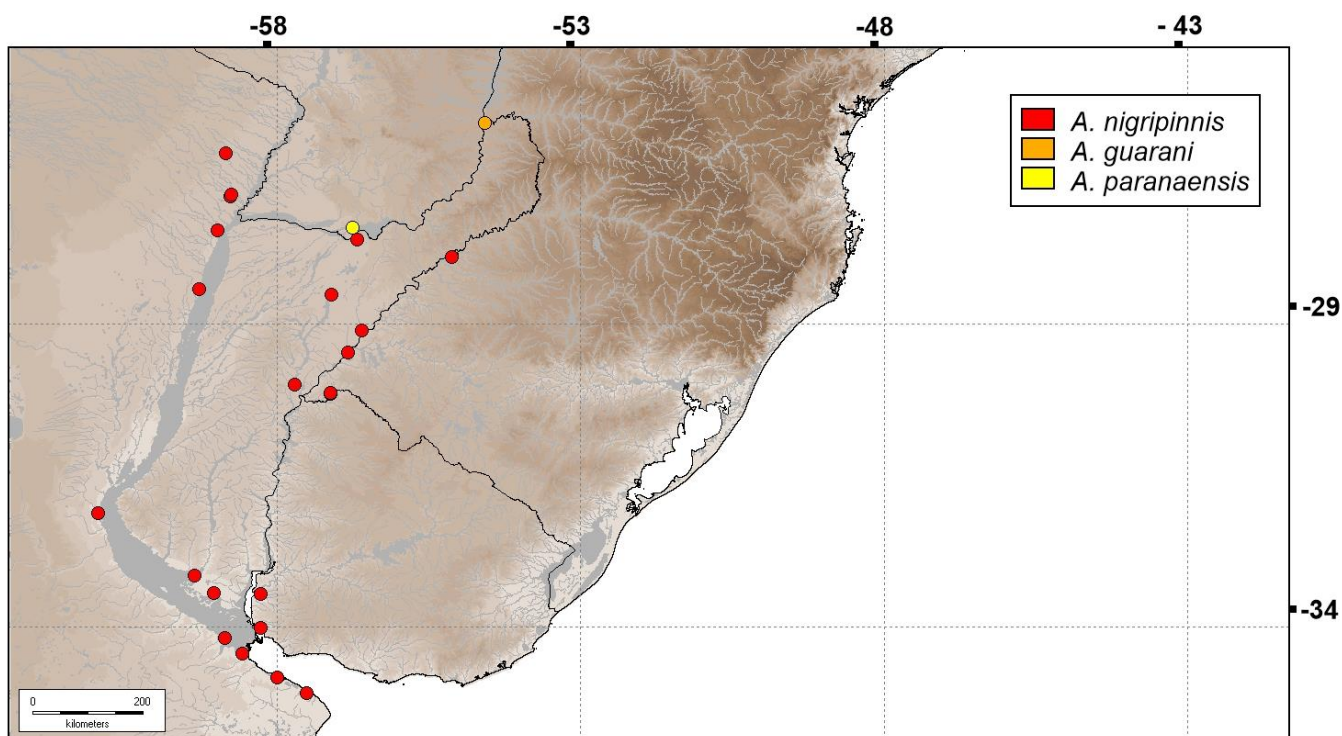 -58 -53 -48 - 43
A. nigripinnis
A. guarani
A. paranaensis
-29
-34
0 200
kilometers